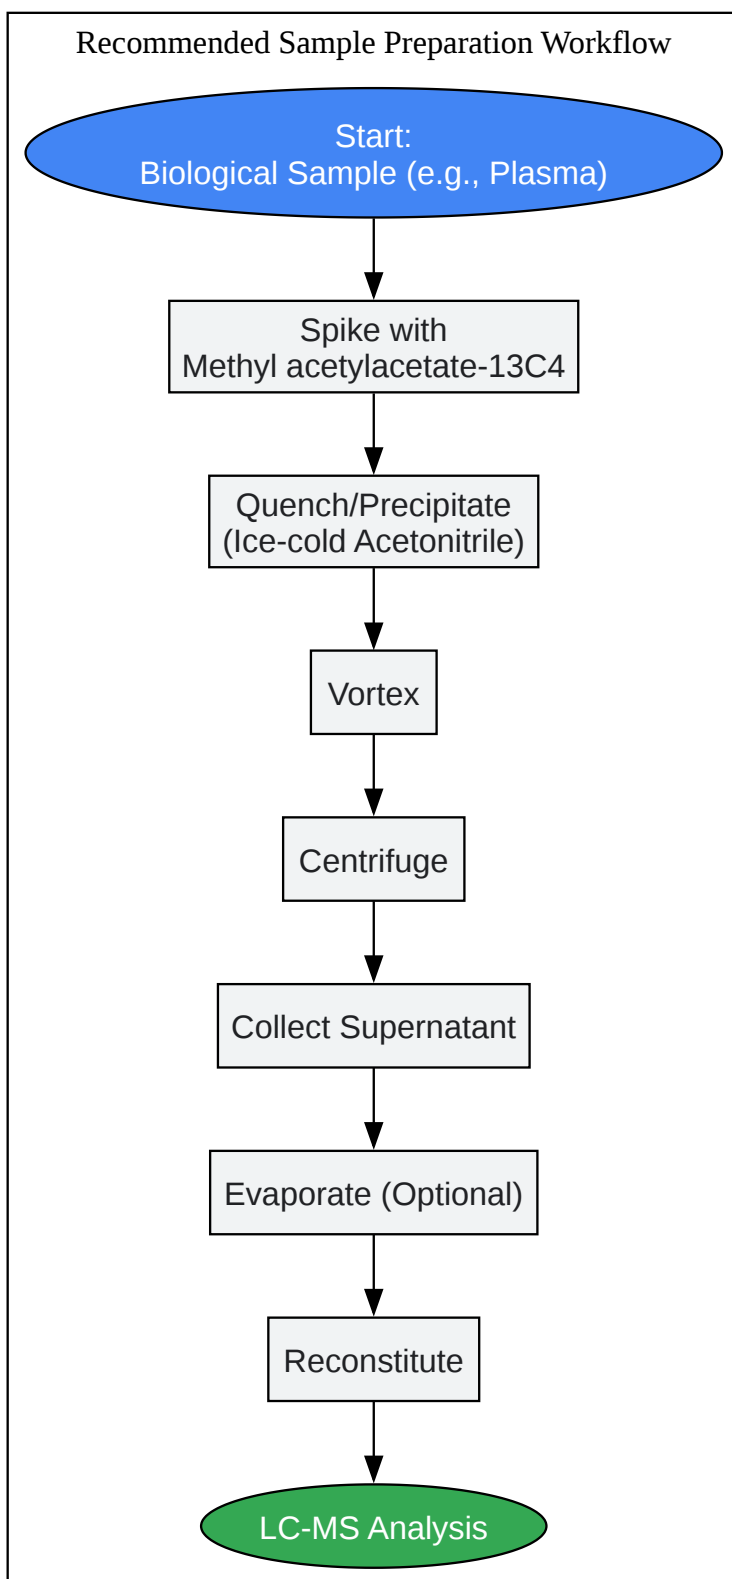 Recommended Sample Preparation Workflow
Start:
Biological Sample (e.g., Plasma)
Spike with
Methyl acetylacetate-13C4
Quench/Precipitate
(Ice-cold Acetonitrile)
Vortex
Centrifuge
Collect Supernatant
Evaporate (Optional)
Reconstitute
LC-MS Analysis